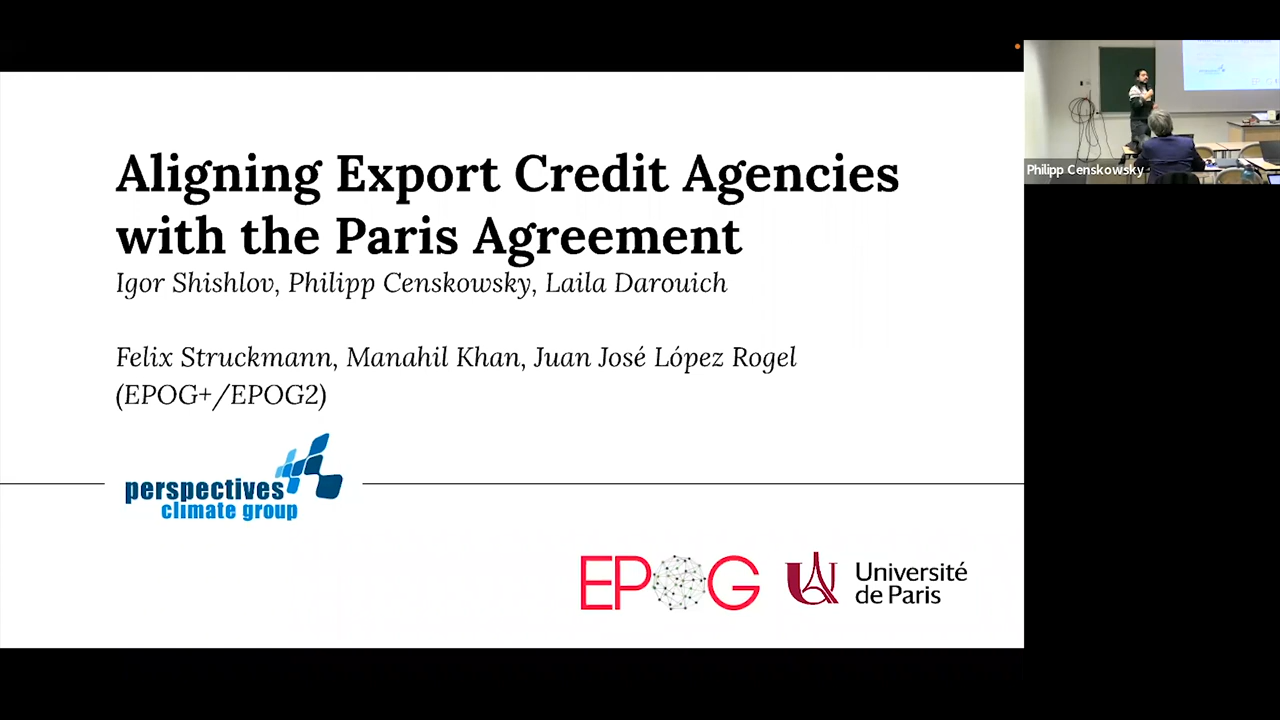 Aligning Export Credit Agencies
with the Paris Agreement
Igor Shishlov, Philipp Censkowsky, Laila Darouich
Felix Struckmann, Manahil Khan, Juan José López Rogel
(EPOG+/EPOG2)
perspectives
climate group
EPOG
Université
de Paris
Philipp Censkowsky